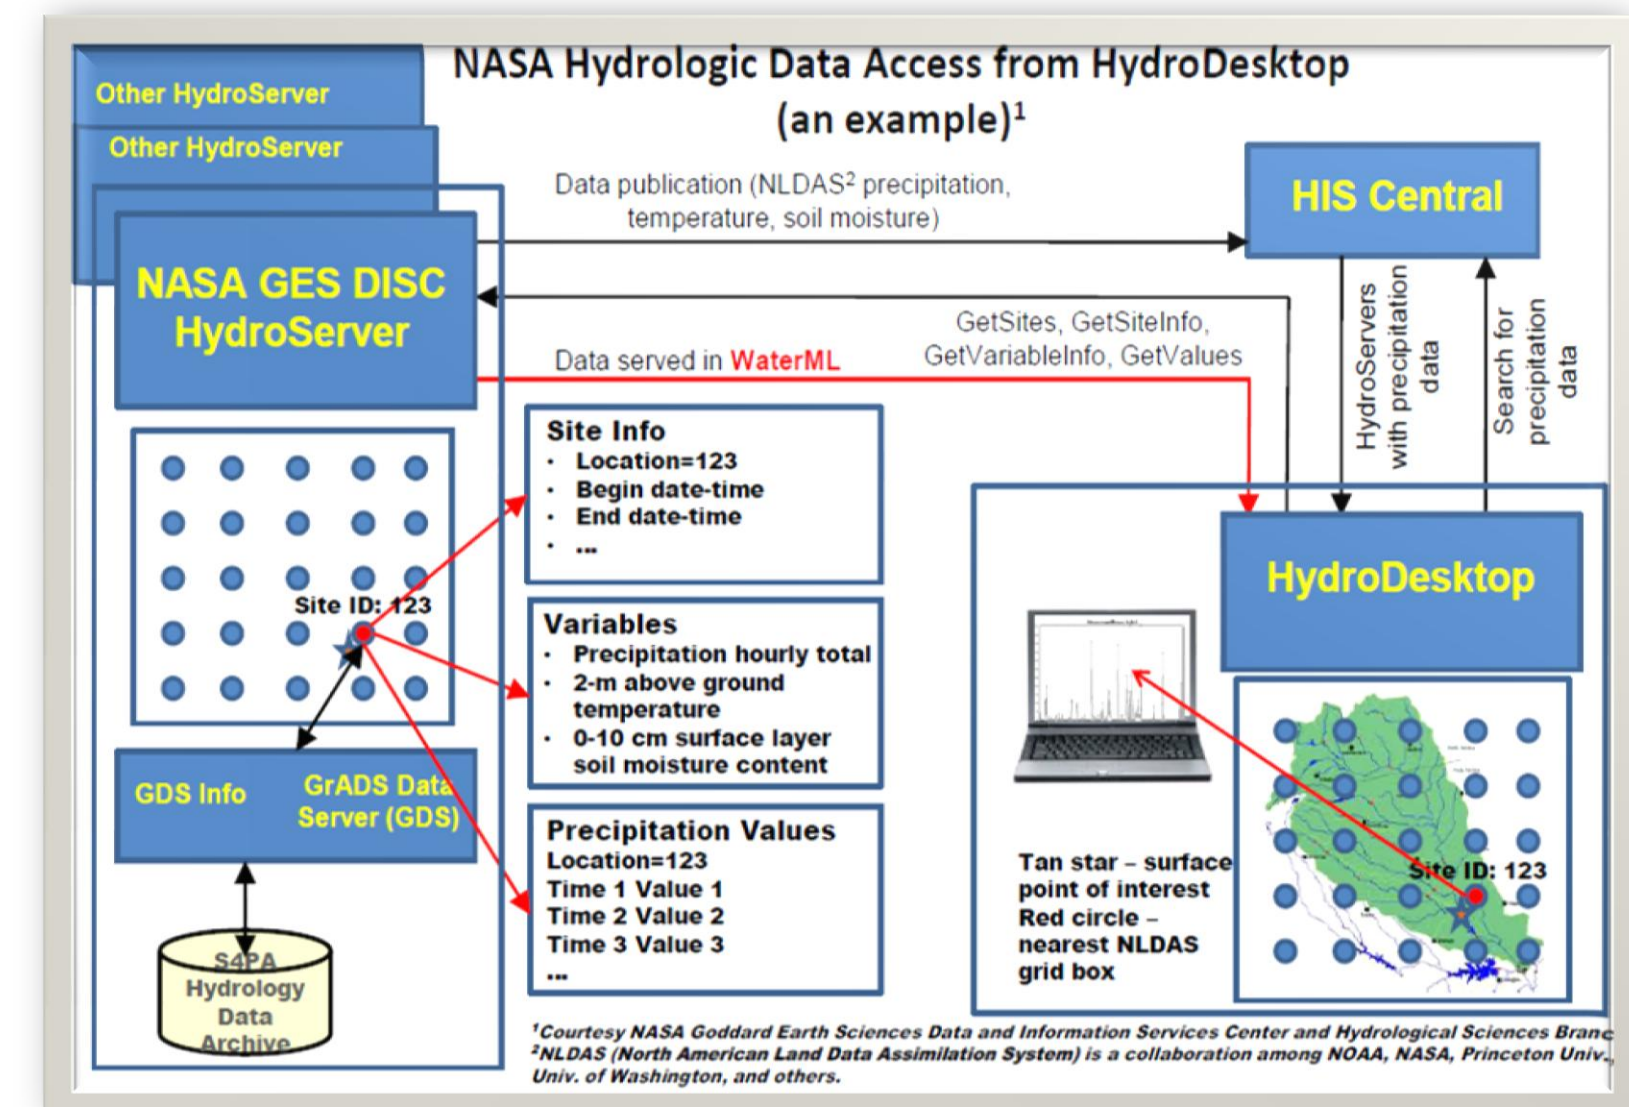 NASA Hydrologic Data Access from HydroDesktop
(an example)¹
Other HydroServer
Other HydroServer
NASA GES DISC
HydroServer
Data publication (NLDAS² precipitation,
temperature, soil moisture)
HIS Central
GetSites, GetSiteInfo,
GetVariableInfo, GetValues
Data served in WaterML
HydroServers
with precipitation
data
Search for
precipitation
data
Site ID: 123
Site Info
· Location=123
· Begin date-time
· End date-time
· ...
Variables
· Precipitation hourly total
· 2-m above ground
temperature
· 0-10 cm surface layer
soil moisture content
Precipitation Values
Location=123
Time 1 Value 1
Time 2 Value 2
Time 3 Value 3
...
GDS Info
GrADS Data
Server (GDS)
S4PA
Hydrology
Data
Archive
HydroDesktop
Site ID: 123
Tan star – surface
point of interest
Red circle –
nearest NLDAS
grid box
¹Courtesy NASA Goddard Earth Sciences Data and Information Services Center and Hydrological Sciences Branc
²NLDAS (North American Land Data Assimilation System) is a collaboration among NOAA, NASA, Princeton Univ.,
Univ. of Washington, and others.